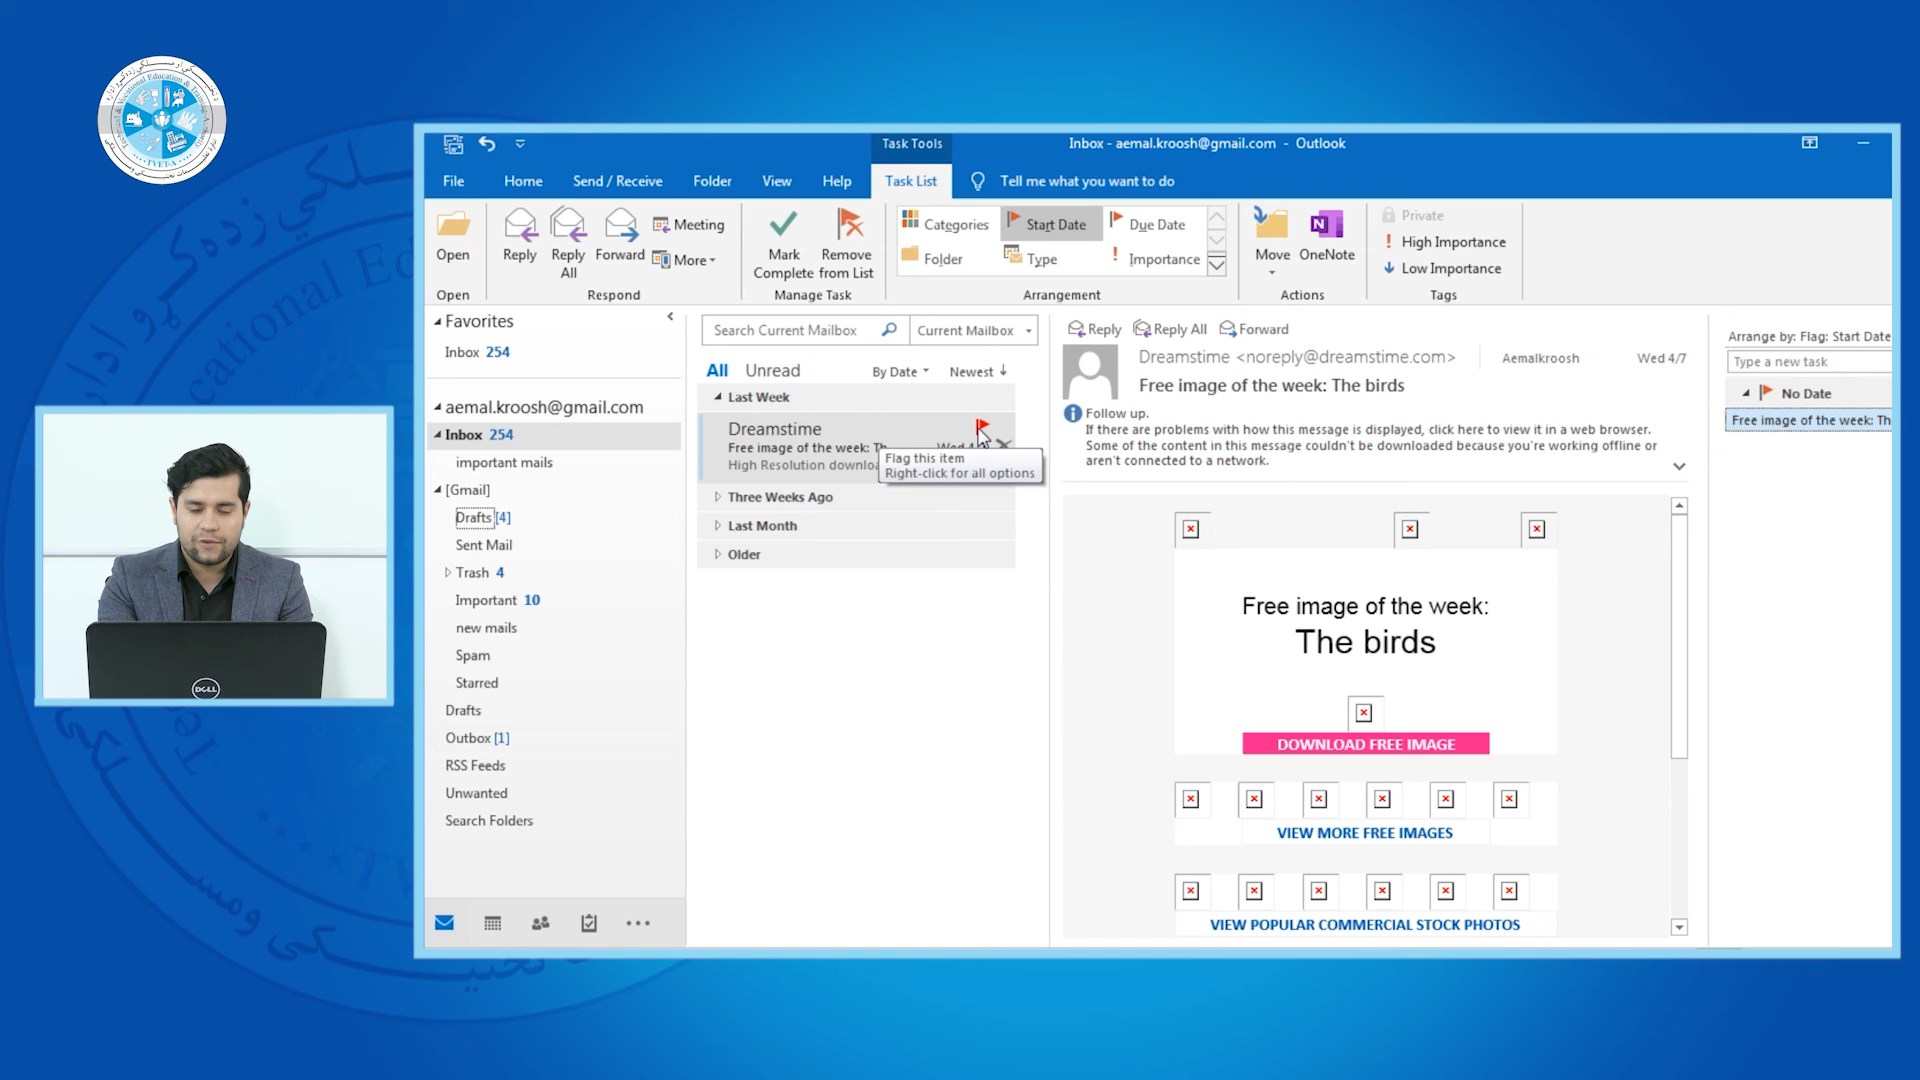 Technical & Vocational Education & Training-Authority
TVET-A
Task Tools
Inbox - aemal.kroosh@gmail.com - Outlook
File
Home
Send / Receive
Folder
View
Help
Task List
Tell me what you want to do
Open
Reply
Reply All
Forward
Meeting
More
Mark Complete
Remove from List
Categories
Start Date
Due Date
Folder
Type
Importance
Move
OneNote
Private
High Importance
Low Importance
Open
Respond
Manage Task
Arrangement
Actions
Tags
Favorites
Inbox 254
aemal.kroosh@gmail.com
Inbox 254
important mails
[Gmail]
Drafts [4]
Sent Mail
Trash 4
Important 10
new mails
Spam
Starred
Drafts
Outbox [1]
RSS Feeds
Unwanted
Search Folders
Search Current Mailbox
Current Mailbox
All Unread
By Date
Newest
Last Week
Dreamstime
Free image of the week: Th
High Resolution downloa
Flag this item
Right-click for all options
Three Weeks Ago
Last Month
Older
Reply Reply All Forward
Dreamstime <noreply@dreamstime.com>
Aemalkroosh
Wed 4/7
Free image of the week: The birds
Follow up.
If there are problems with how this message is displayed, click here to view it in a web browser.
Some of the content in this message couldn't be downloaded because you're working offline or
aren't connected to a network.
Free image of the week:
The birds
DOWNLOAD FREE IMAGE
VIEW MORE FREE IMAGES
VIEW POPULAR COMMERCIAL STOCK PHOTOS
Arrange by: Flag: Start Date
Type a new task
No Date
Free image of the week: Th
DELL